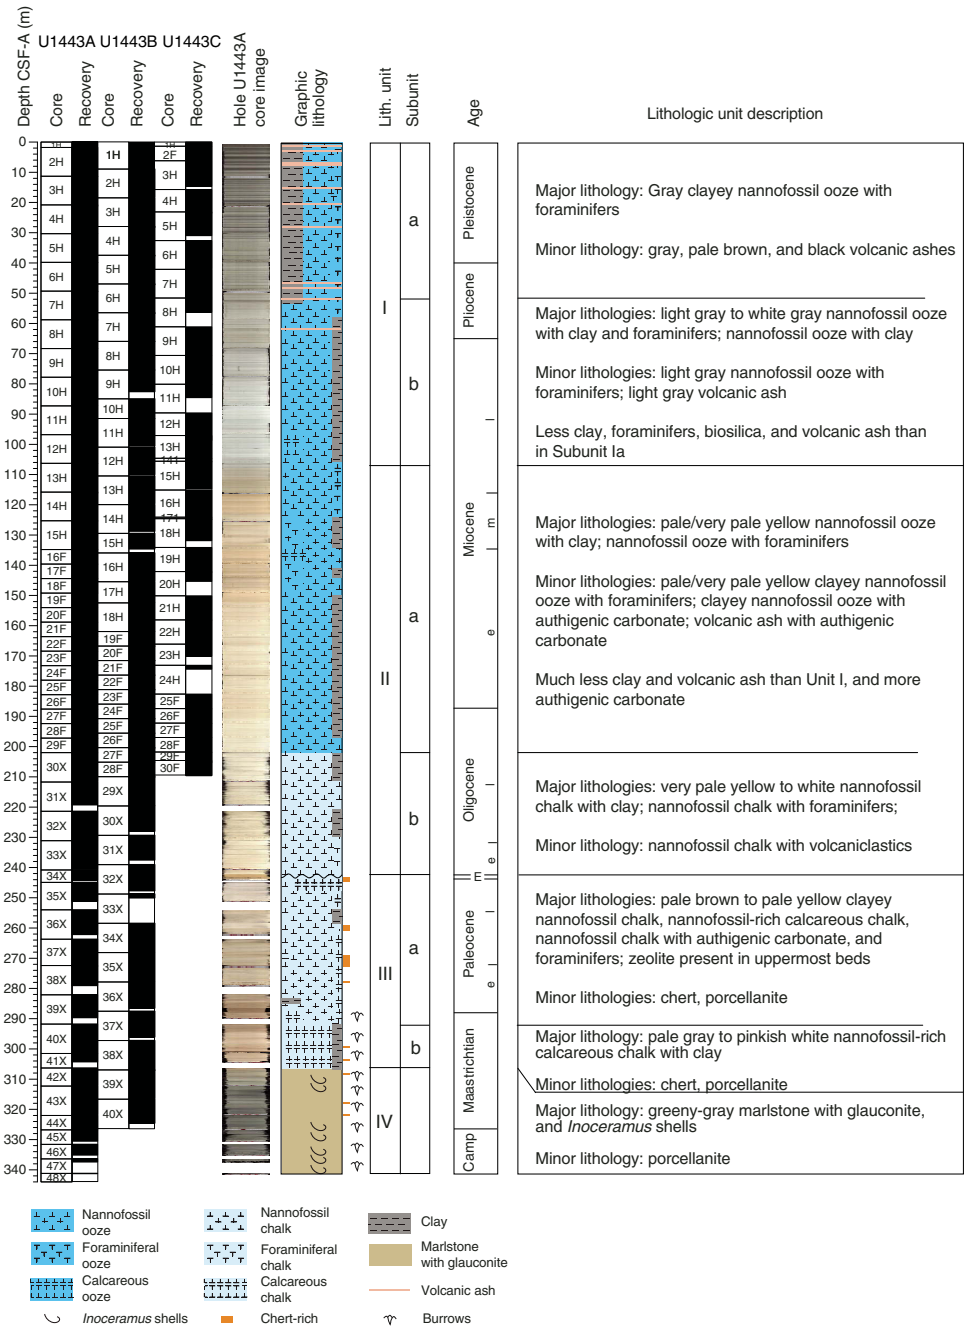 Depth CSF-A (m)
U1443A U1443B U1443C
Core
Recovery
Core
Recovery
Core
Recovery
Hole U1443A
core image
Graphic
lithology
Lith. unit
Subunit
Age
Lithologic unit description
0
10
20
30
40
50
60
70
80
90
100
110
120
130
140
150
160
170
180
190
200
210
220
230
240
250
260
270
280
290
300
310
320
330
340
1H
2H
3H
4H
5H
6H
7H
8H
9H
10H
11H
12H
13H
14H
15H
16F
17F
18F
19F
20F
21F
22F
23F
24F
25F
26F
27F
28F
29F
30X
31X
32X
33X
34X
35X
36X
37X
38X
39X
40X
41X
42X
43X
44X
45X
46X
47X
48X
1H
2H
3H
4H
5H
6H
7H
8H
9H
10H
11H
12H
13H
14H
15H
16H
17H
18H
19F
20F
21F
22F
23F
24F
25F
26F
27F
28F
29X
30X
31X
32X
33X
34X
35X
36X
37X
38X
39X
40X
1H
2F
3H
4H
5H
6H
7H
8H
9H
10H
11H
12H
13H
141
15H
16H
171
18H
19H
20H
21H
22H
23H
24H
25F
26F
27F
28F
29F
30F
I
II
III
IV
a
b
a
b
a
b
Pleistocene
Pliocene
Miocene
l
m
e
Oligocene
l
l
e
E
Paleocene
l
l
e
Maastrichtian
Camp
Major lithology: Gray clayey nannofossil ooze with
foraminifers
Minor lithology: gray, pale brown, and black volcanic ashes
Major lithologies: light gray to white gray nannofossil ooze
with clay and foraminifers; nannofossil ooze with clay
Minor lithologies: light gray nannofossil ooze with
foraminifers; light gray volcanic ash
Less clay, foraminifers, biosilica, and volcanic ash than
in Subunit Ia
Major lithologies: pale/very pale yellow nannofossil ooze
with clay; nannofossil ooze with foraminifers
Minor lithologies: pale/very pale yellow clayey nannofossil
ooze with foraminifers; clayey nannofossil ooze with
authigenic carbonate; volcanic ash with authigenic
carbonate
Much less clay and volcanic ash than Unit I, and more
authigenic carbonate
Major lithologies: very pale yellow to white nannofossil
chalk with clay; nannofossil chalk with foraminifers;
Minor lithology: nannofossil chalk with volcaniclastics
Major lithologies: pale brown to pale yellow clayey
nannofossil chalk, nannofossil-rich calcareous chalk,
nannofossil chalk with authigenic carbonate, and
foraminifers; zeolite present in uppermost beds
Minor lithologies: chert, porcellanite
Major lithology: pale gray to pinkish white nannofossil-rich
calcareous chalk with clay
Minor lithologies: chert, porcellanite
Major lithology: greeny-gray marlstone with glauconite,
and Inoceramus shells
Minor lithology: porcellanite
Nannofossil
ooze
Nannofossil
chalk
Clay
Foraminiferal
ooze
Foraminiferal
chalk
Marlstone
with glauconite
Calcareous
ooze
Calcareous
chalk
Volcanic ash
Inoceramus shells
Chert-rich
Burrows